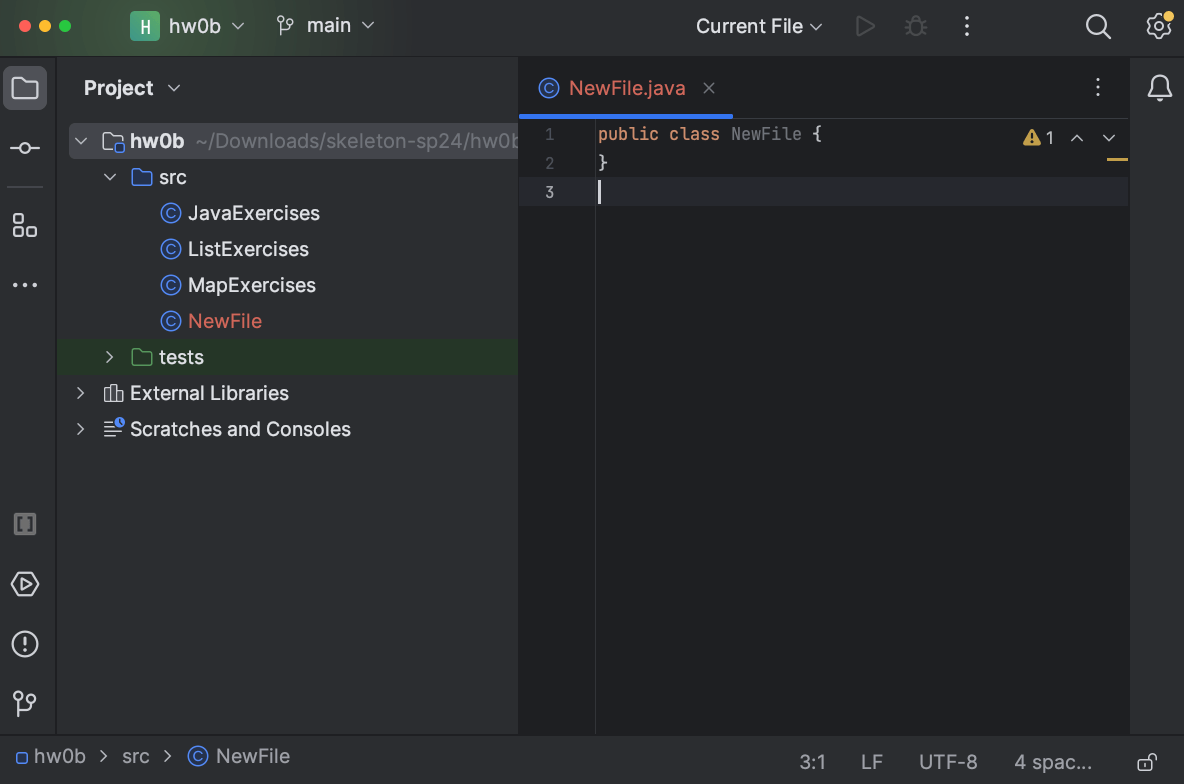 H hw0b main Current File
Project
NewFile.java
hw0b ~/Downloads/skeleton-sp24/hw0b
src
JavaExercises
ListExercises
MapExercises
NewFile
tests
External Libraries
Scratches and Consoles
1 public class NewFile {
2 }
3
1
hw0b > src > NewFile
3:1 LF UTF-8 4 spac...